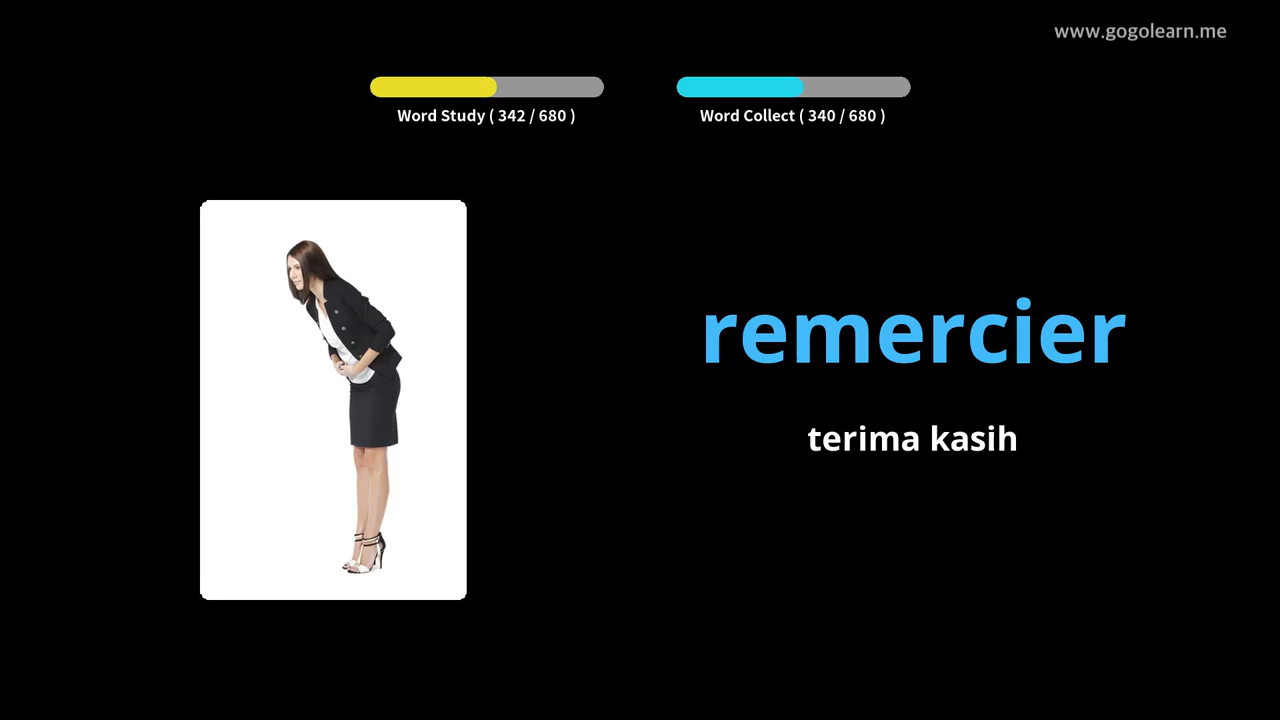 www.gogolearn.me
Word Study ( 342 / 680 )
Word Collect ( 340 / 680 )
remercier
terima kasih